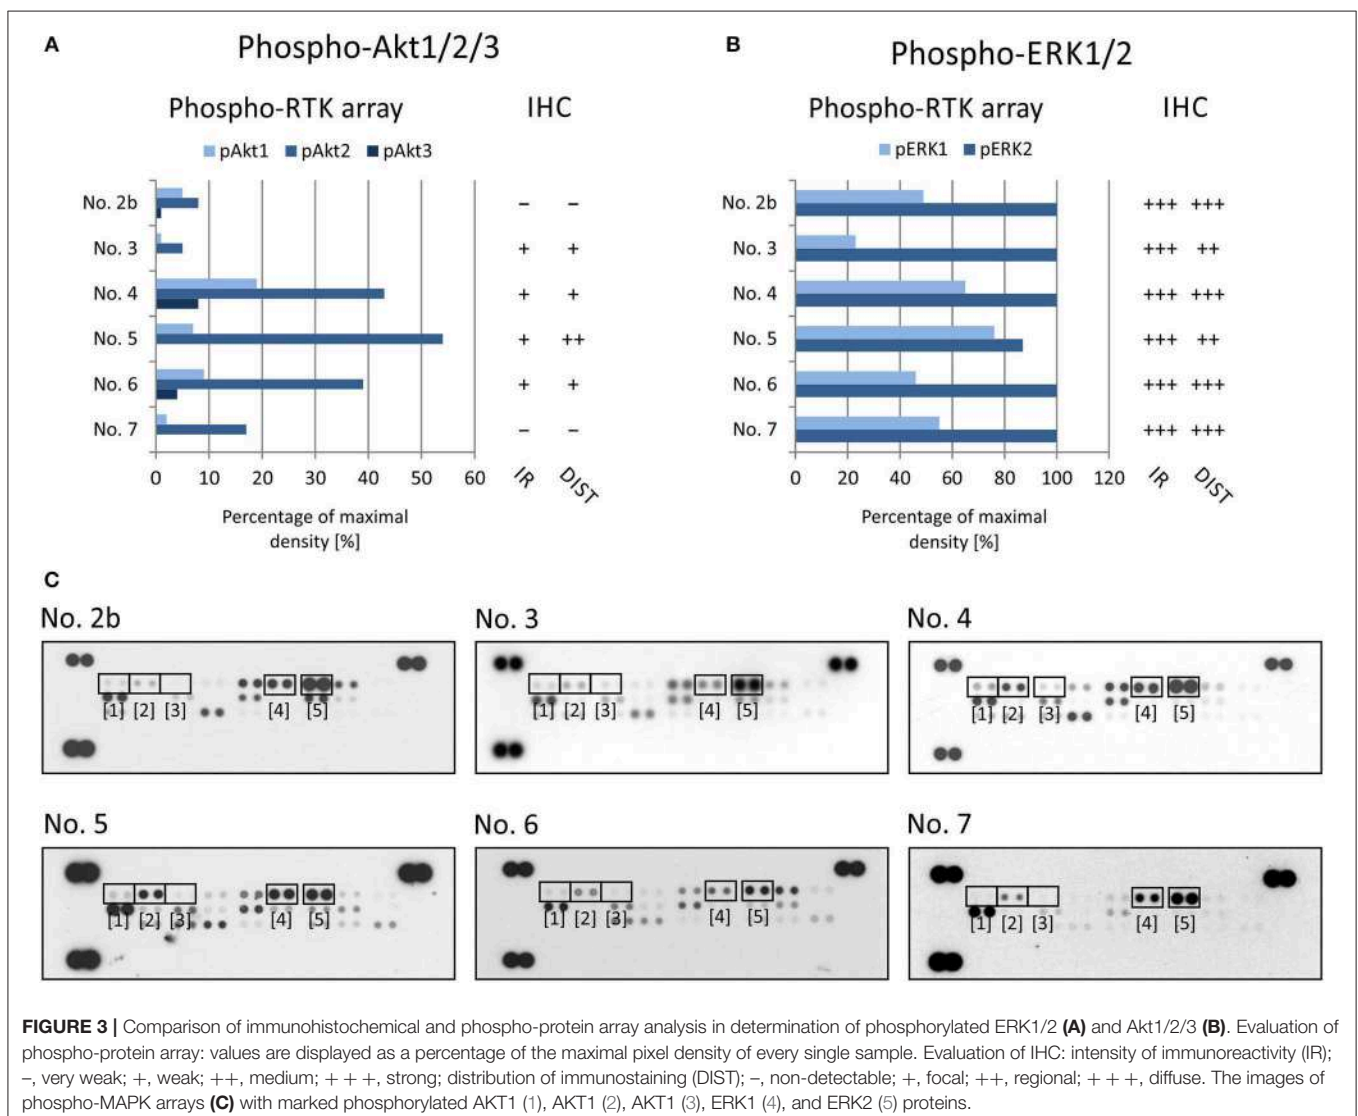 A
Phospho-Akt1/2/3
Phospho-RTK array
IHC
pAkt1 pAkt2 pAkt3
No. 2b – –
No. 3 + +
No. 4 + +
No. 5 + ++
No. 6 + +
No. 7 – –
0 10 20 30 40 50 60
IR DIST
Percentage of maximal
density [%]
B
Phospho-ERK1/2
Phospho-RTK array
IHC
pERK1 pERK2
No. 2b +++ +++
No. 3 +++ ++
No. 4 +++ +++
No. 5 +++ ++
No. 6 +++ +++
No. 7 +++ +++
0 20 40 60 80 100 120
IR DIST
Percentage of maximal
density [%]
C
No. 2b
[1] [2] [3] [4] [5]
No. 3
[1] [2] [3] [4] [5]
No. 4
[1] [2] [3] [4] [5]
No. 5
[1] [2] [3] [4] [5]
No. 6
[1] [2] [3] [4] [5]
No. 7
[1] [2] [3] [4] [5]
FIGURE 3 | Comparison of immunohistochemical and phospho-protein array analysis in determination of phosphorylated ERK1/2 (A) and Akt1/2/3 (B). Evaluation of
phospho-protein array: values are displayed as a percentage of the maximal pixel density of every single sample. Evaluation of IHC: intensity of immunoreactivity (IR);
–, very weak; +, weak; ++, medium; + + +, strong; distribution of immunostaining (DIST); –, non-detectable; +, focal; ++, regional; + + +, diffuse. The images of
phospho-MAPK arrays (C) with marked phosphorylated AKT1 (1), AKT1 (2), AKT1 (3), ERK1 (4), and ERK2 (5) proteins.